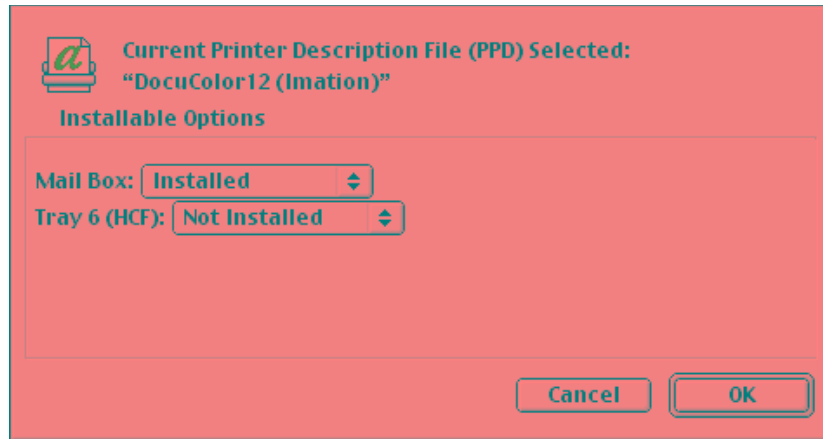 Current Printer Description File (PPD) Selected:
“DocuColor12 (Imation)”
Installable Options
Mail Box: Installed
Tray 6 (HCF): Not Installed
Cancel OK